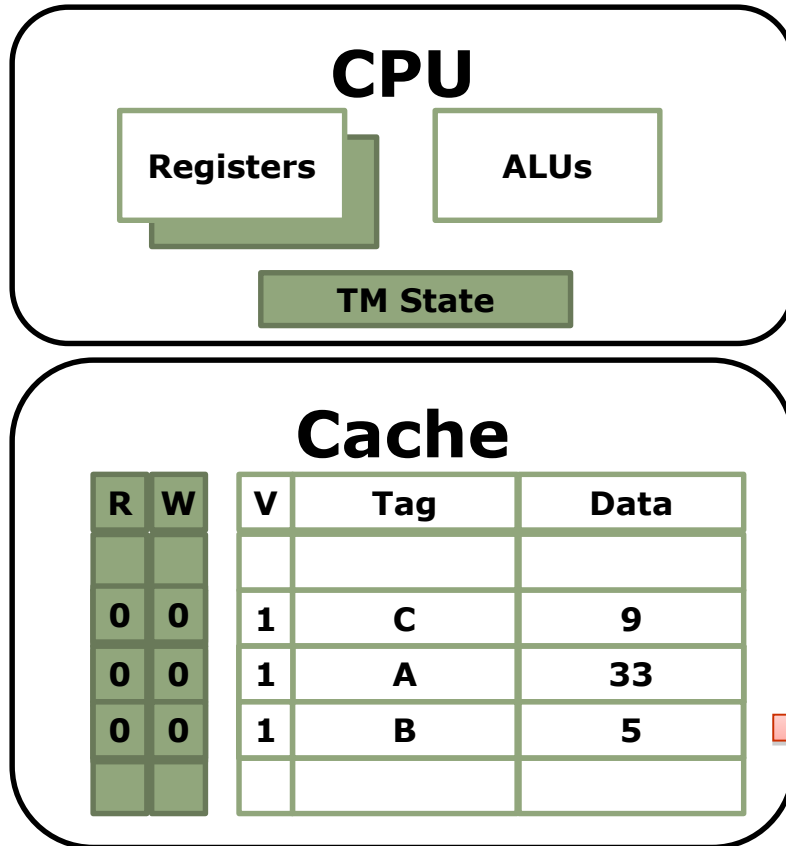 CPU
Registers ALUs
TM State
Cache
R W V Tag Data
0 0 1 C 9
0 0 1 A 33
0 0 1 B 5